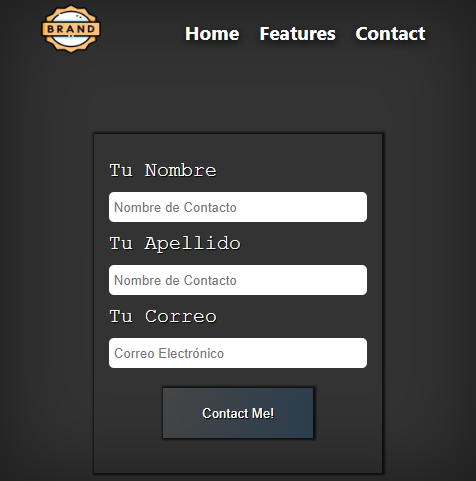 BRAND
Home Features Contact
Tu Nombre
Nombre de Contacto
Tu Apellido
Nombre de Contacto
Tu Correo
Correo Electrónico
Contact Me!